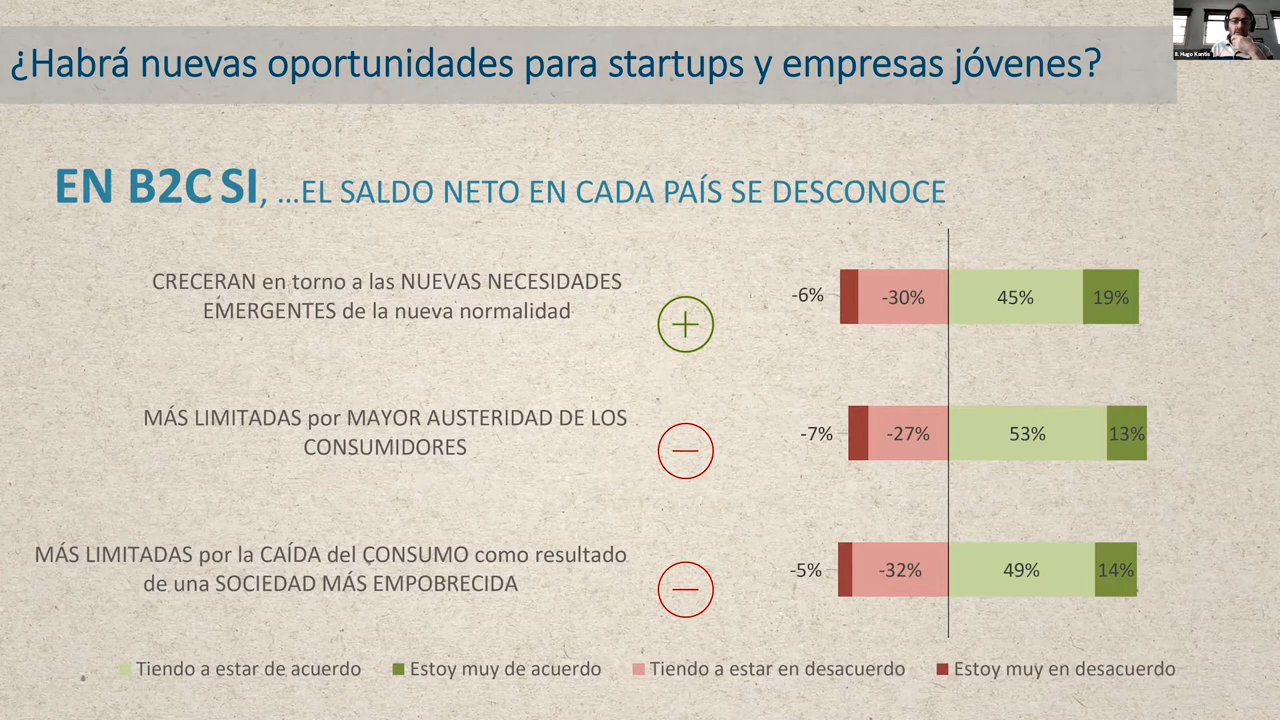 ¿Habrá nuevas oportunidades para startups y empresas jóvenes?
8. Hugo Kantis
EN B2C SI, ...EL SALDO NETO EN CADA PAÍS SE DESCONOCE
CRECERAN en torno a las NUEVAS NECESIDADES
EMERGENTES de la nueva normalidad
-6% -30% 45% 19%
MÁS LIMITADAS por MAYOR AUSTERIDAD DE LOS
CONSUMIDORES
-7% -27% 53% 13%
MÁS LIMITADAS por la CAÍDA del CONSUMO como resultado
de una SOCIEDAD MÁS EMPOBRECIDA
-5% -32% 49% 14%
Tiendo a estar de acuerdo Estoy muy de acuerdo Tiendo a estar en desacuerdo Estoy muy en desacuerdo